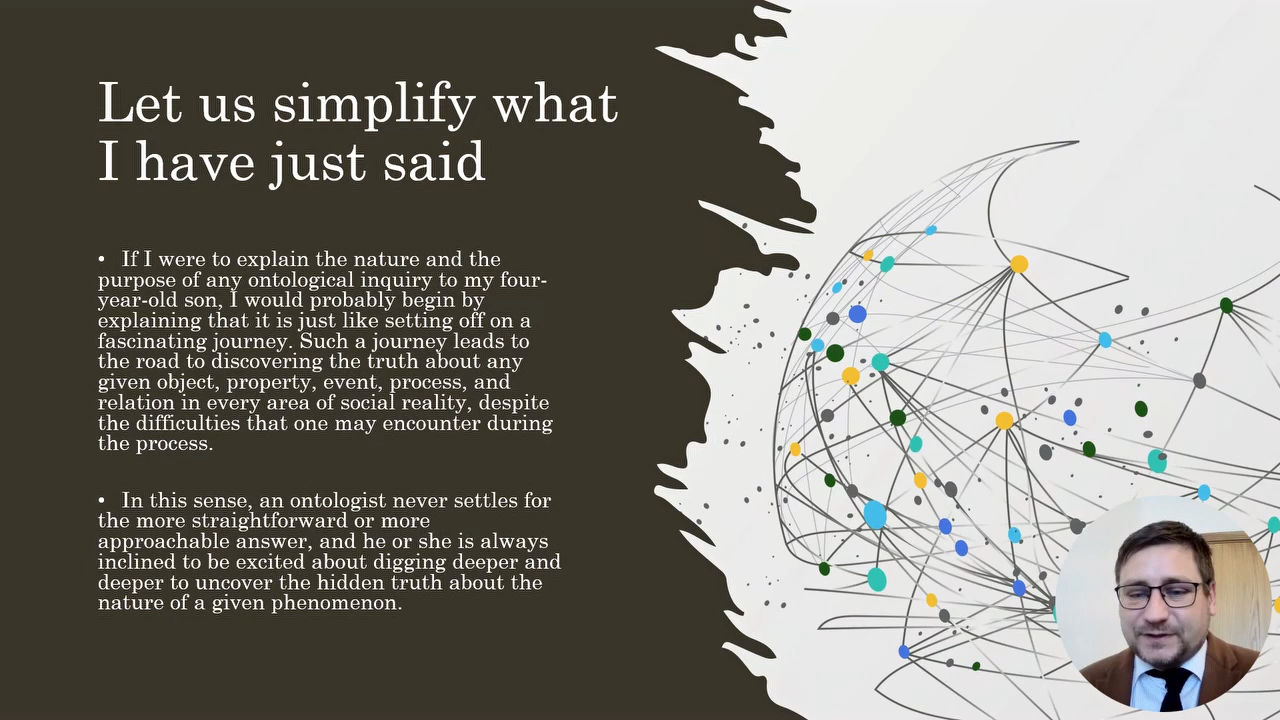 Let us simplify what
I have just said
• If I were to explain the nature and the
purpose of any ontological inquiry to my four-
year-old son, I would probably begin by
explaining that it is just like setting off on a
fascinating journey. Such a journey leads to
the road to discovering the truth about any
given object, property, event, process, and
relation in every area of social reality, despite
the difficulties that one may encounter during
the process.
• In this sense, an ontologist never settles for
the more straightforward or more
approachable answer, and he or she is always
inclined to be excited about digging deeper and
deeper to uncover the hidden truth about the
nature of a given phenomenon.